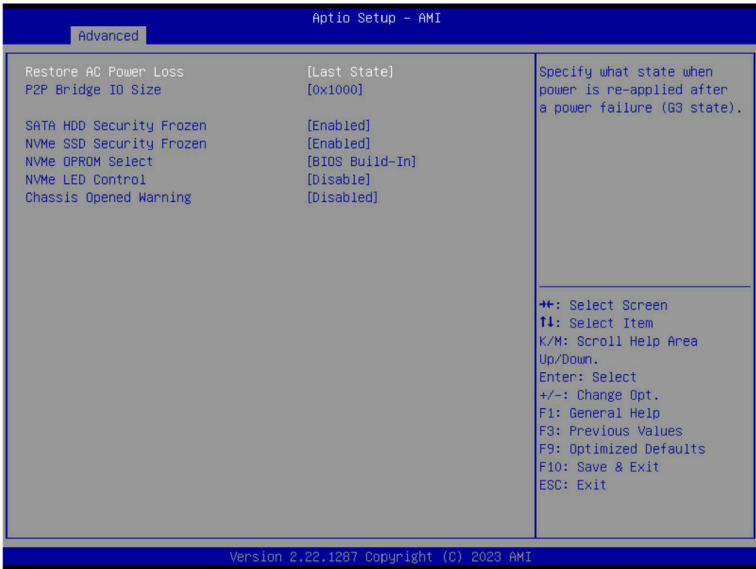 Aptio Setup – AMI
Advanced
Restore AC Power Loss [Last State]
P2P Bridge IO Size [0x1000]
SATA HDD Security Frozen [Enabled]
NVMe SSD Security Frozen [Enabled]
NVMe OPROM Select [BIOS Build-In]
NVMe LED Control [Disable]
Chassis Opened Warning [Disabled]
Specify what state when
power is re-applied after
a power failure (G3 state).
→←: Select Screen
↑↓: Select Item
K/M: Scroll Help Area
Up/Down.
Enter: Select
+/-: Change Opt.
F1: General Help
F3: Previous Values
F9: Optimized Defaults
F10: Save & Exit
ESC: Exit
Version 2.22.1287 Copyright (C) 2023 AMI